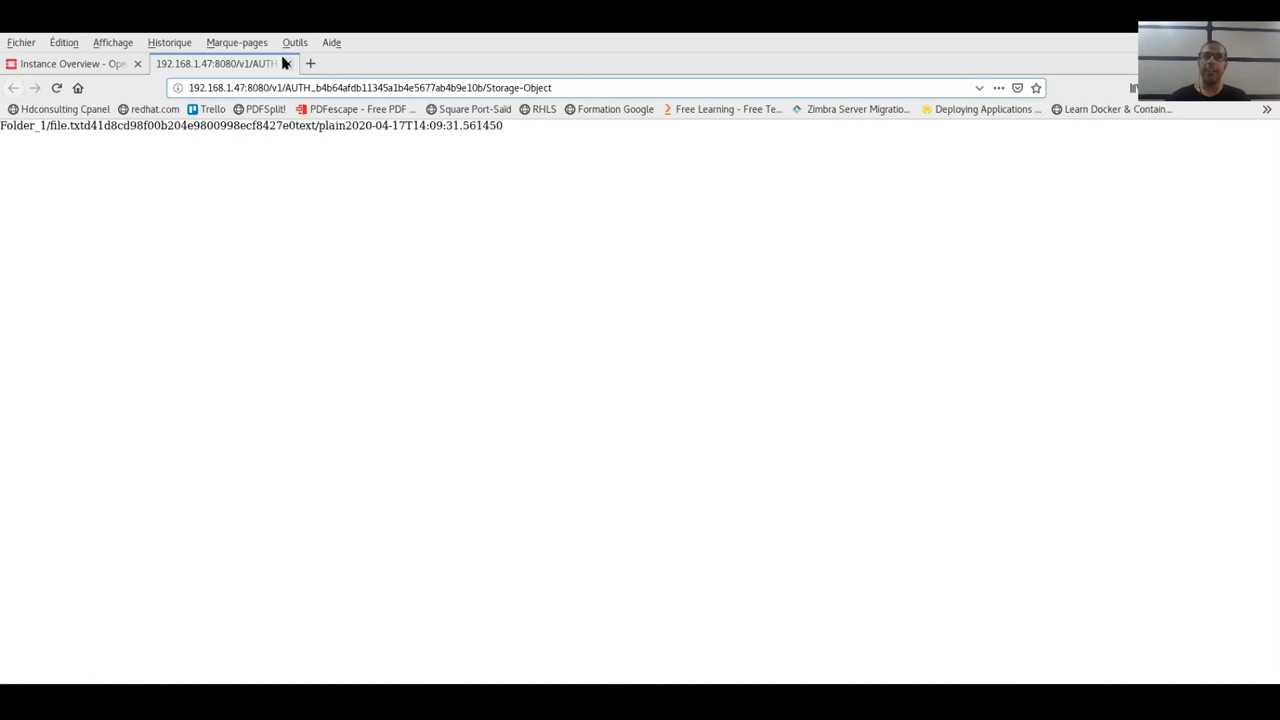 Fichier Édition Affichage Historique Marque-pages Outils Aide
Instance Overview - Ope 192.168.1.47:8080/v1/AUTH
192.168.1.47:8080/v1/AUTH_b4b64afdb11345a1b4e5677ab4b9e10b/Storage-Object
Hdconsulting Cpanel redhat.com Trello PDFSplit! PDFescape - Free PDF ... Square Port-Saïd RHLS Formation Google Free Learning - Free Te... Zimbra Server Migratio... Deploying Applications ... Learn Docker & Contain...
Folder_1/file.txtd41d8cd98f00b204e9800998ecf8427e0text/plain2020-04-17T14:09:31.561450